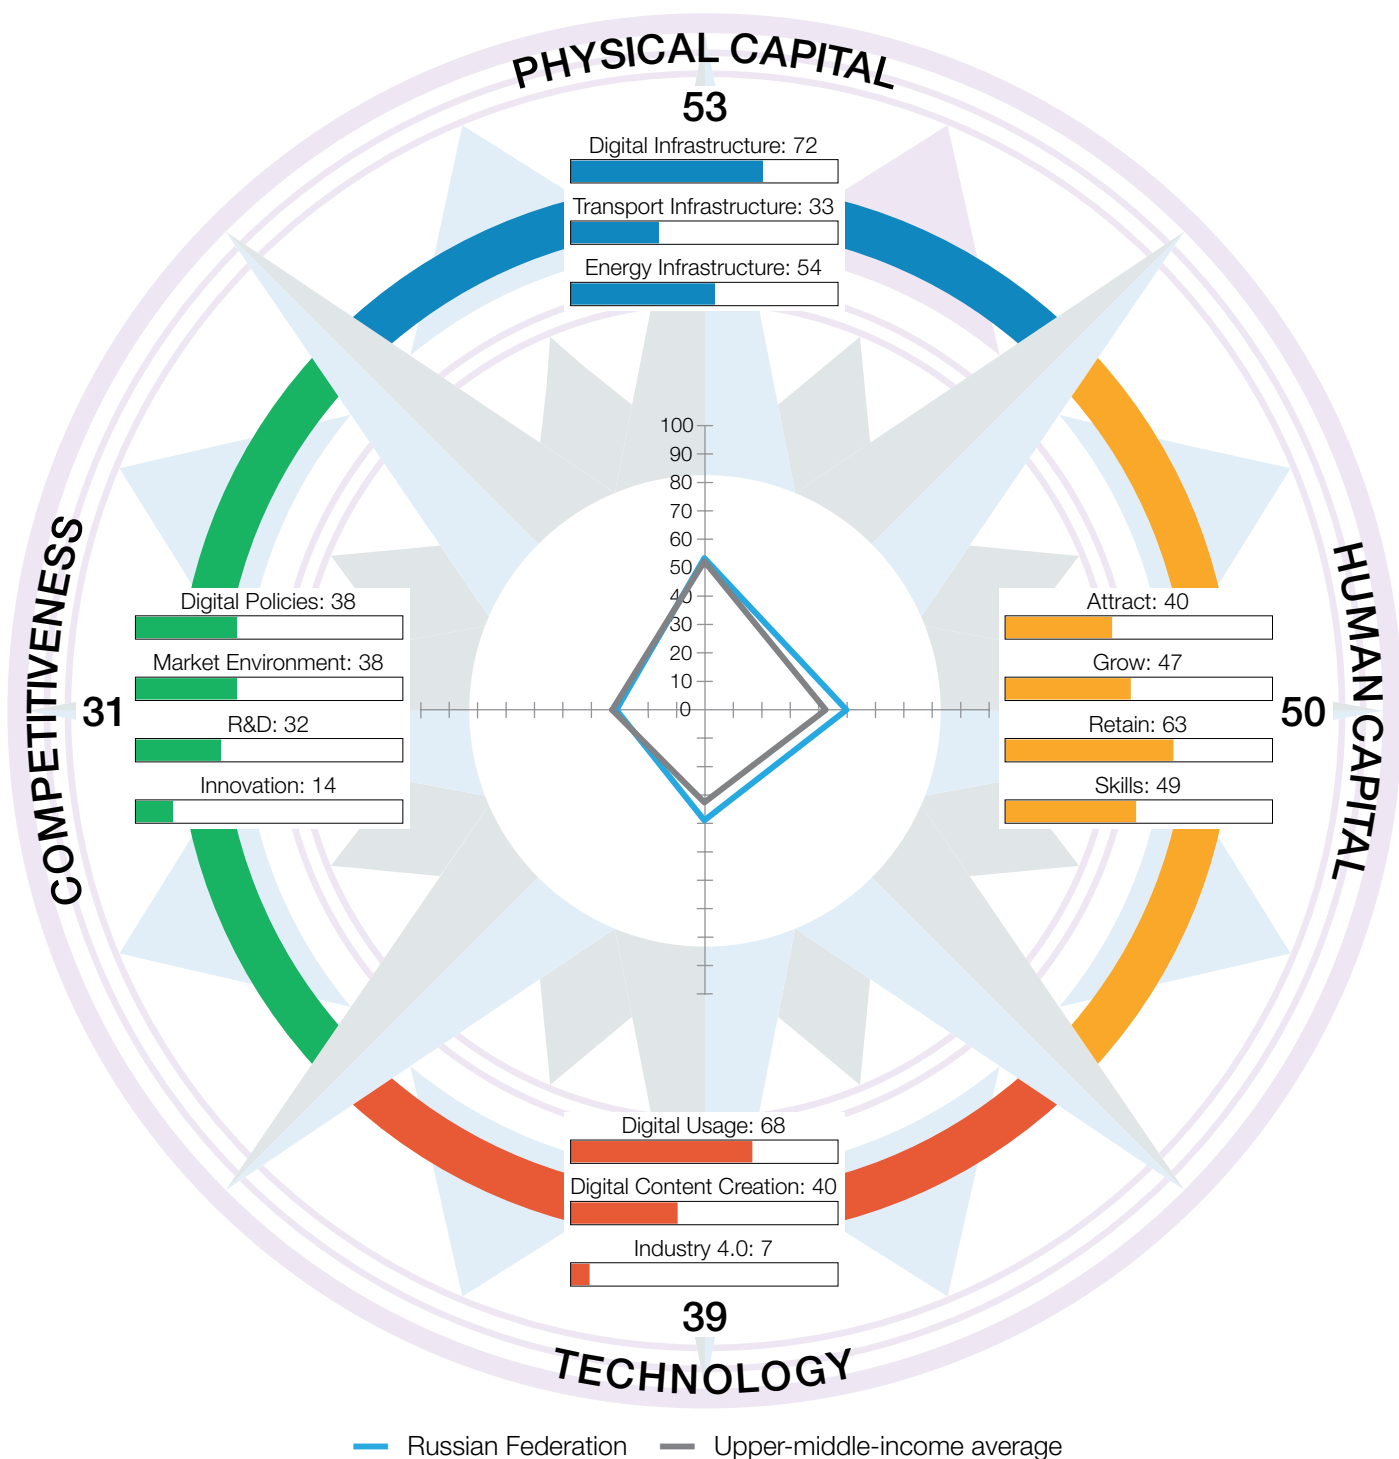 PHYSICAL CAPITAL
53
Digital Infrastructure: 72
Transport Infrastructure: 33
Energy Infrastructure: 54
100
90
80
70
60
50
40
30
20
10
0
COMPETITIVENESS
31
Digital Policies: 38
Market Environment: 38
R&D: 32
Innovation: 14
HUMAN CAPITAL
50
Attract: 40
Grow: 47
Retain: 63
Skills: 49
Digital Usage: 68
Digital Content Creation: 40
Industry 4.0: 7
39
TECHNOLOGY
Russian Federation
Upper-middle-income average